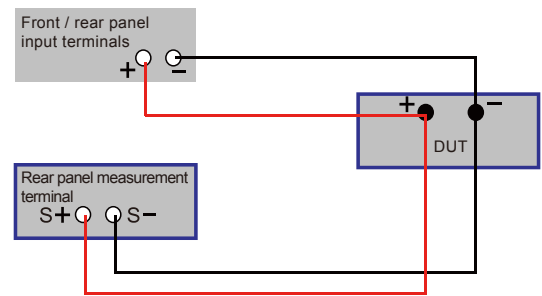 Front / rear panel
input terminals
+ −
+ −
DUT
Rear panel measurement
terminal
S+ S−